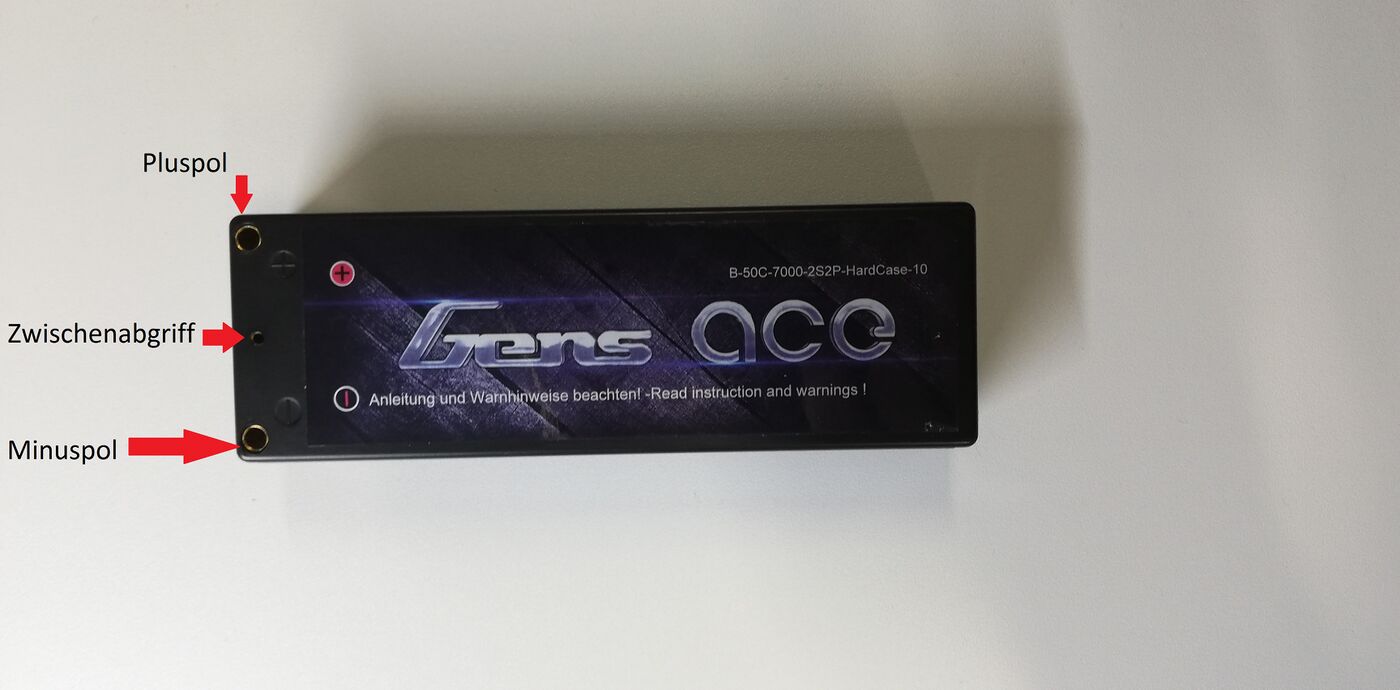 Pluspol
B-50C-7000-2S2P-HardCase-10
Zwischenabgriff
Gens ace
Minuspol
Anleitung und Warnhinweise beachten! -Read instruction and warnings !